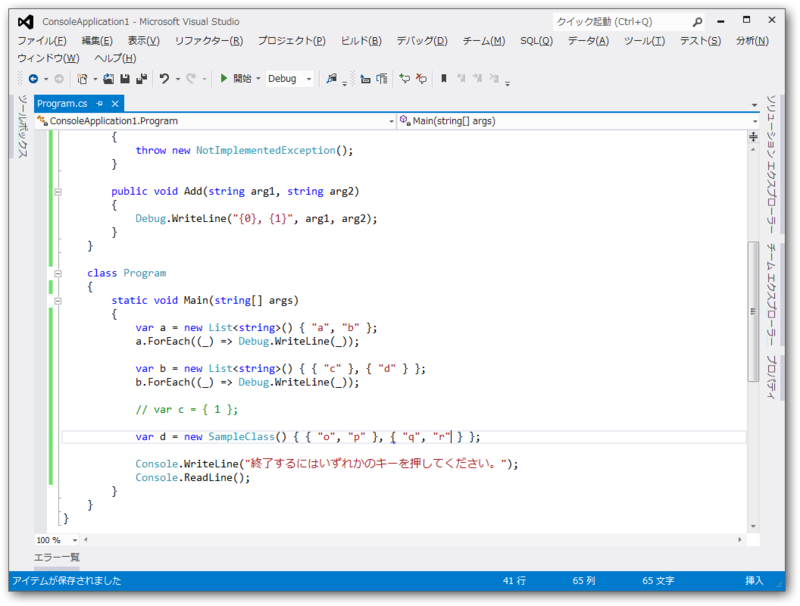 ConsoleApplication1 - Microsoft Visual Studio
クイック起動 (Ctrl+Q)
ファイル(F) 編集(E) 表示(V) リファクター(R) プロジェクト(P) ビルド(B) デバッグ(D) チーム(M) SQL(Q) データ(A) ツール(T) テスト(S) 分析(N)
ウィンドウ(W) ヘルプ(H)
開始 Debug
ツールボックス
Program.cs
ConsoleApplication1.Program
Main(string[] args)
{
throw new NotImplementedException();
}
public void Add(string arg1, string arg2)
{
Debug.WriteLine("{0}, {1}", arg1, arg2);
}
}
class Program
{
static void Main(string[] args)
{
var a = new List<string>() { "a", "b" };
a.ForEach((_) => Debug.WriteLine(_));
var b = new List<string>() { { "c" }, { "d" } };
b.ForEach((_) => Debug.WriteLine(_));
// var c = { 1 };
var d = new SampleClass() { { "o", "p" }, { "q", "r" } };
Console.WriteLine("終了するにはいずれかのキーを押してください。");
Console.ReadLine();
}
}
}
ソリューション エクスプローラー
チーム エクスプローラー
プロパティ
100 %
エラー一覧
アイテムが保存されました
41 行
65 列
65 文字
挿入